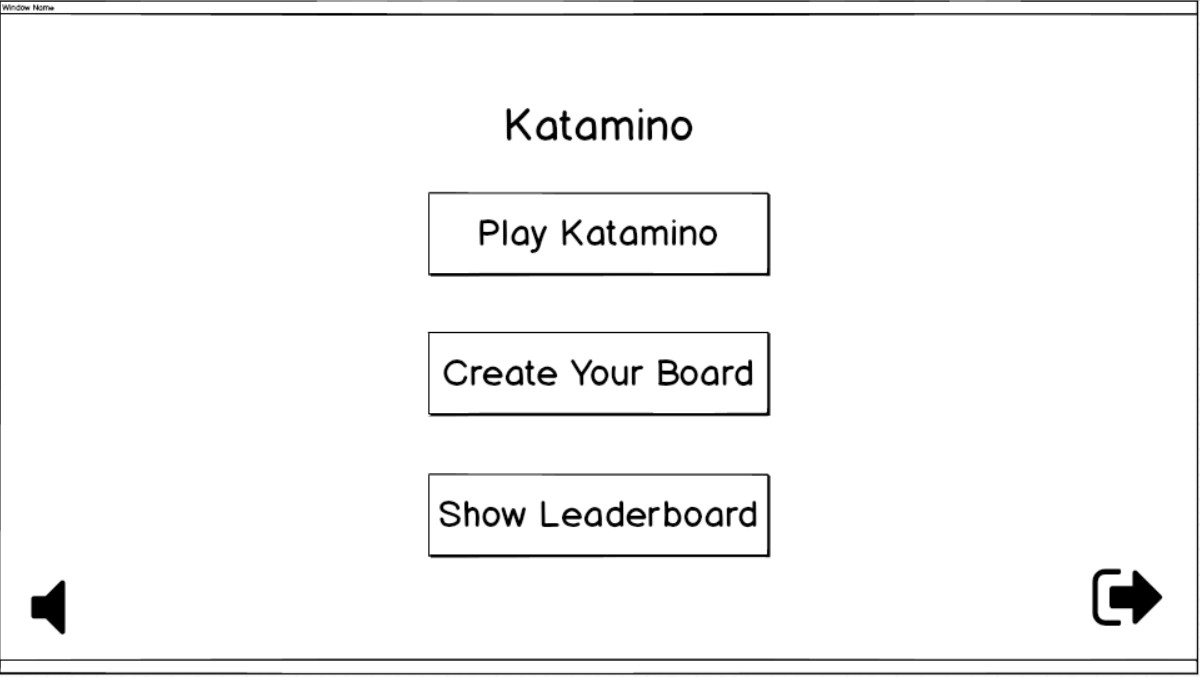 Window Name
Katamino
Play Katamino
Create Your Board
Show Leaderboard